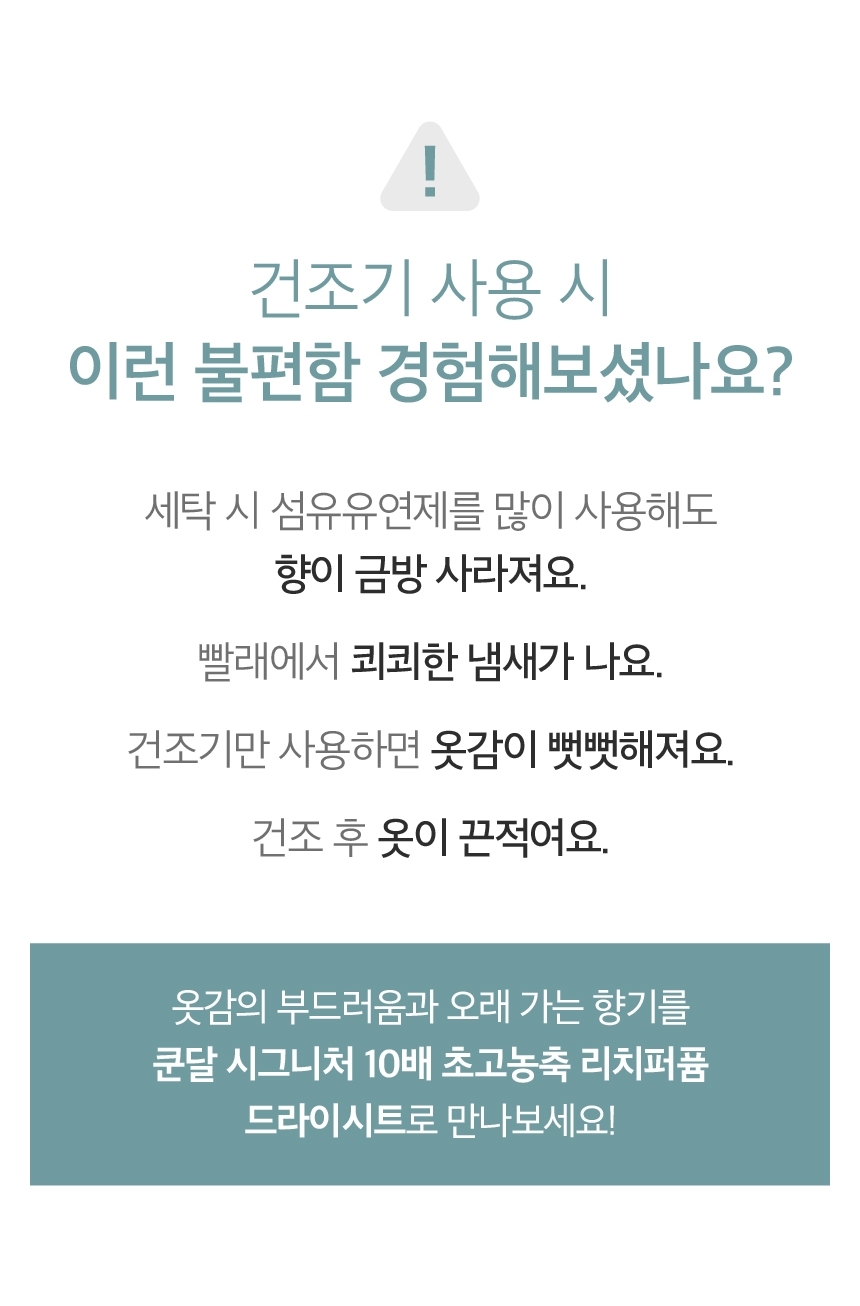 !
건조기 사용 시
이런 불편함 경험해보셨나요?
세탁 시 섬유유연제를 많이 사용해도
향이 금방 사라져요.
빨래에서 쾨쾨한 냄새가 나요.
건조기만 사용하면 옷감이 뻣뻣해져요.
건조 후 옷이 끈적여요.
옷감의 부드러움과 오래 가는 향기를
쿤달 시그니처 10배 초고농축 리치퍼퓸
드라이시트로 만나보세요!